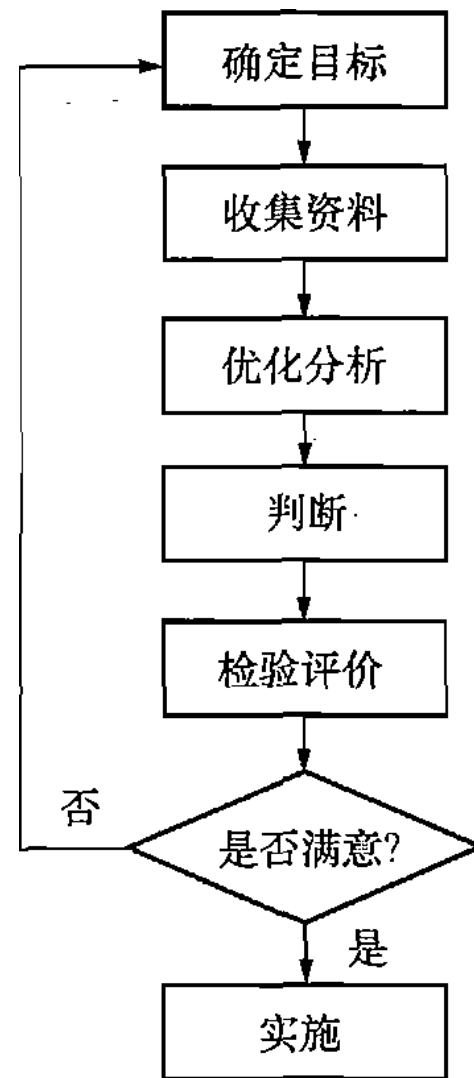 确定目标
收集资料
优化分析
判断
检验评价
否
是否满意?
是
实施